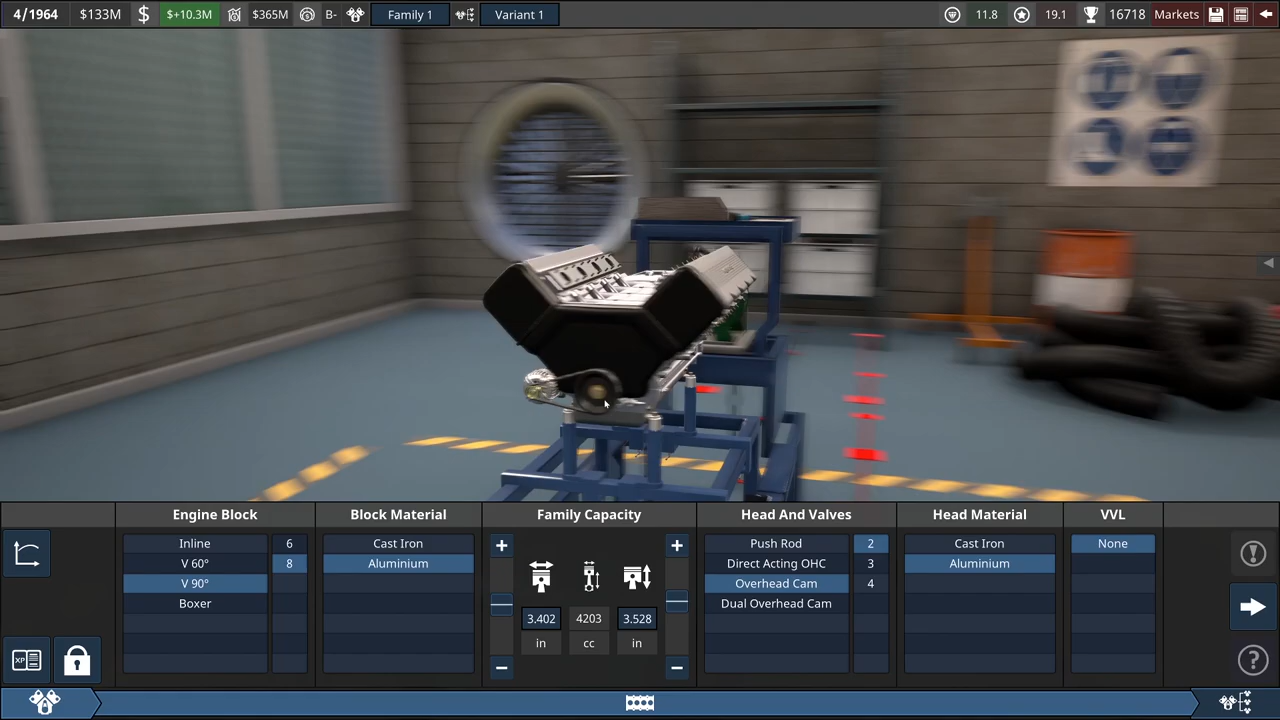 4/1964 $133M $ $+10.3M $365M B- Family 1 Variant 1 11.8 19.1 16718 Markets
Engine Block Block Material Family Capacity Head And Valves Head Material VVL
Inline 6 Cast Iron + + Push Rod 2 Cast Iron None
V 60° 8 Aluminium Direct Acting OHC 3 Aluminium
V 90° Overhead Cam 4
Boxer Dual Overhead Cam
3.402 4203 3.528
in cc in
XP - - ?